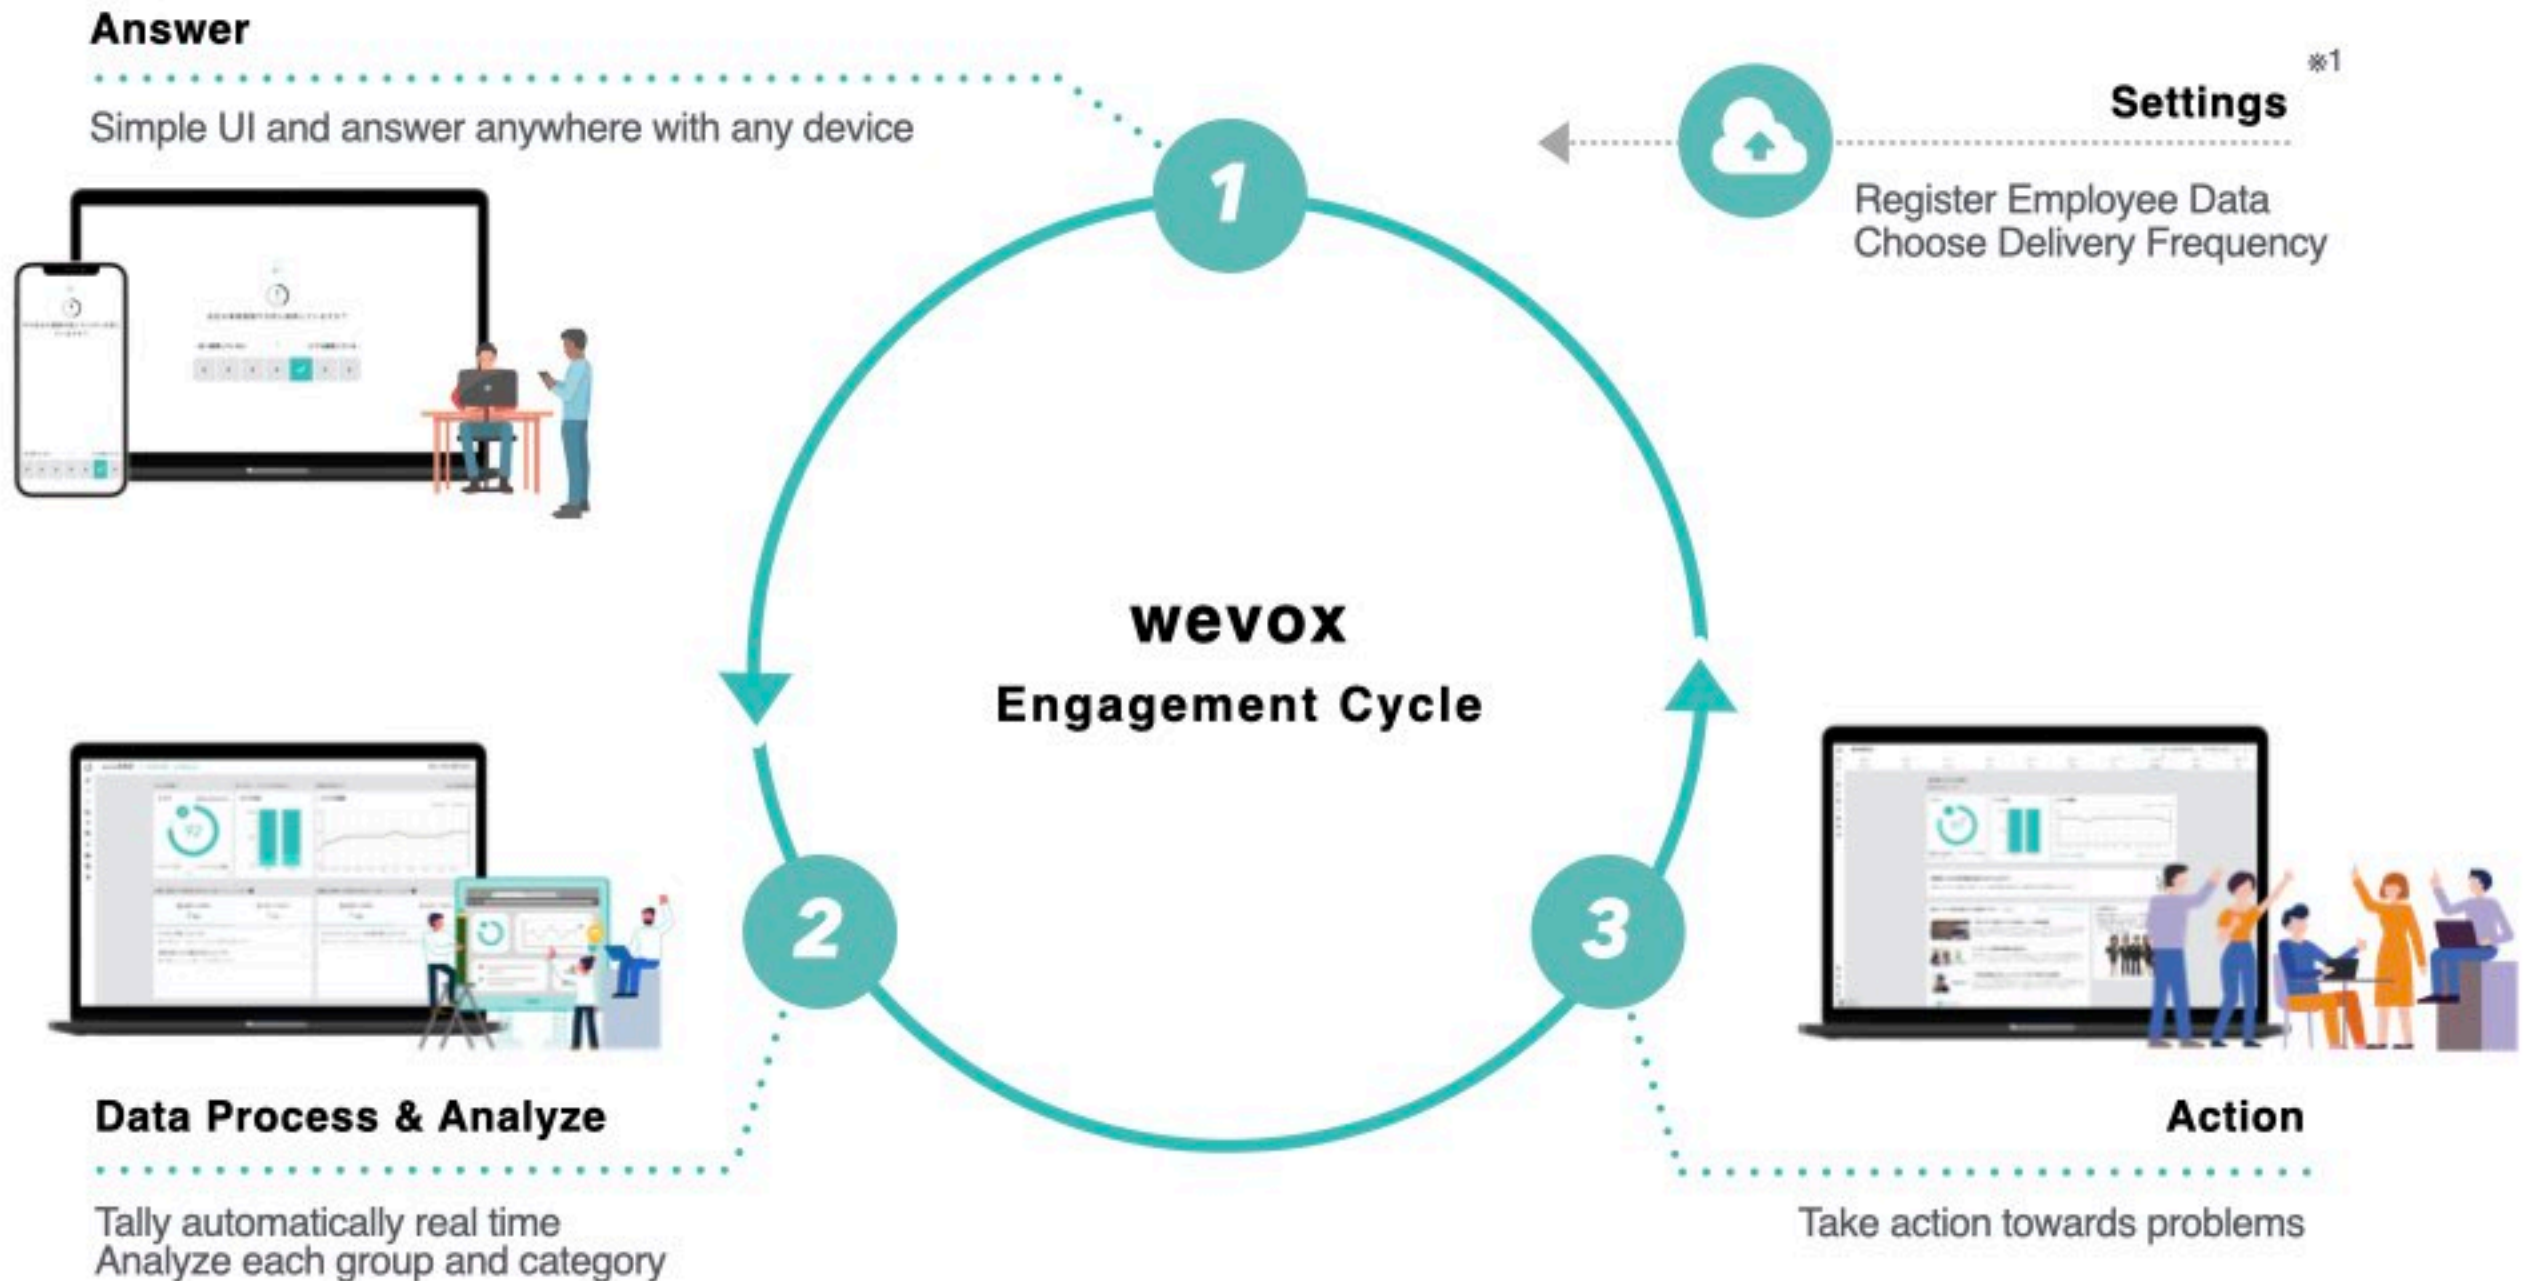 Answer
Simple UI and answer anywhere with any device
※1
Settings
Register Employee Data
Choose Delivery Frequency
1
wevox
Engagement Cycle
2
3
Data Process & Analyze
Tally automatically real time
Analyze each group and category
92
Action
Take action towards problems